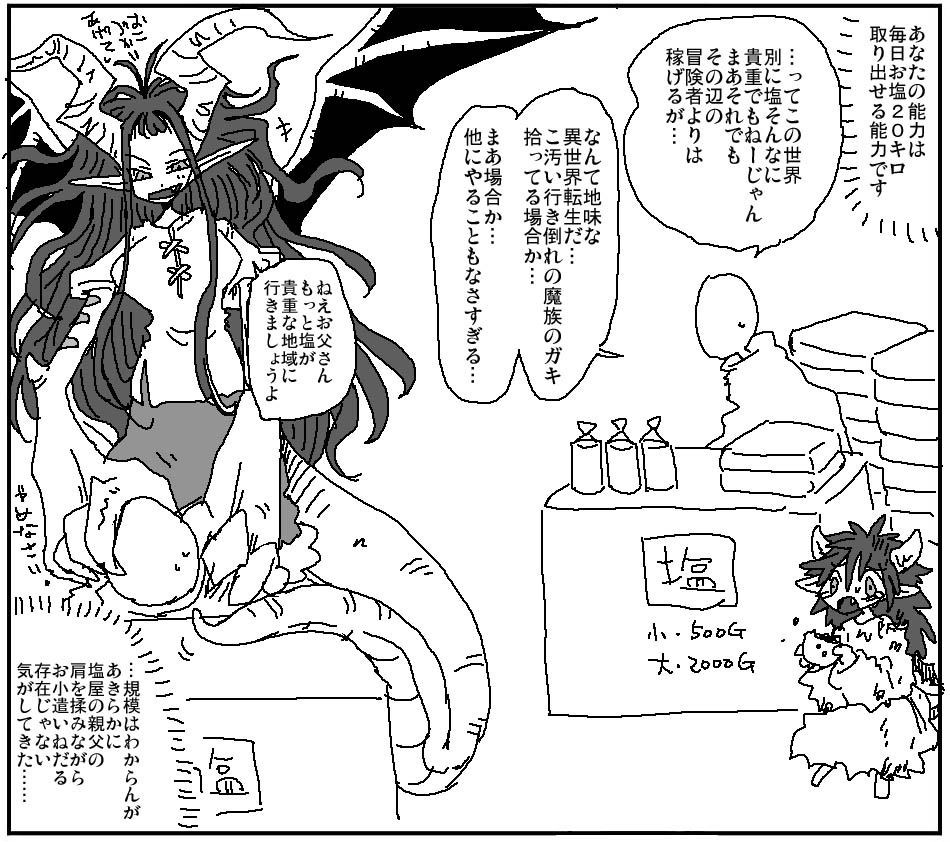 あなたの能力は
毎日お塩20キロ
取り出せる能力です
…ってこの世界
別に塩そんなに
貴重でもねーじゃん
まあそれでも
その辺の
冒険者よりは
稼げるが…
なんて地味な
異世界転生だ…
こ汚い行き倒れの魔族のガキ
拾ってる場合か…
まあ場合か…
他にやることもなさすぎる…
塩
小・500G
大・2000G
ねえお父さん
もっと塩が
貴重な地域に
行きましょうよ
塩
…規模はわからんが
あきらかに
塩屋の親父の
肩を揉みながら
お小遣いねだる
存在じゃない
気がしてきた……